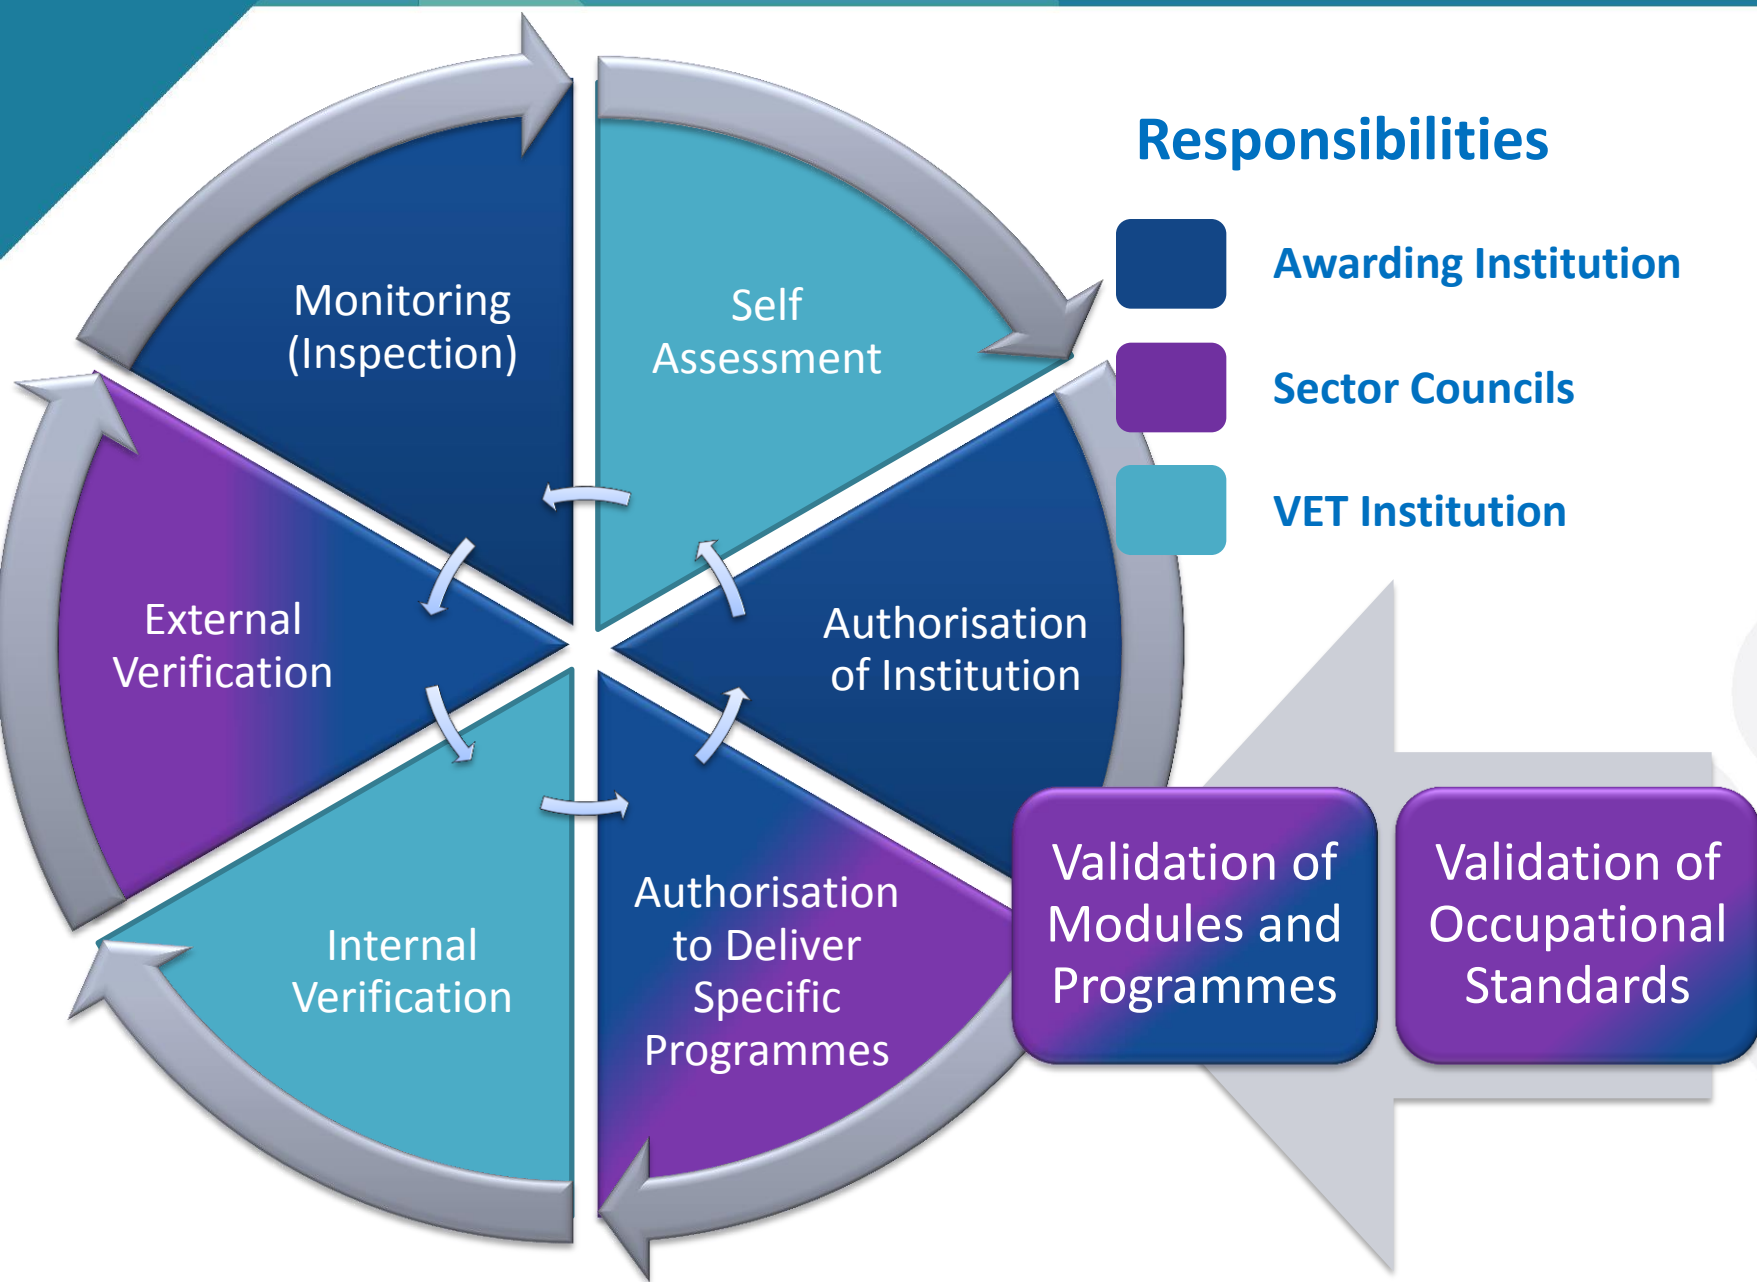 Responsibilities
Awarding Institution
Sector Councils
VET Institution
Self
Assessment
Authorisation
of Institution
Authorisation
to Deliver
Specific
Programmes
Internal
Verification
External
Verification
Monitoring
(Inspection)
Validation of
Modules and
Programmes
Validation of
Occupational
Standards